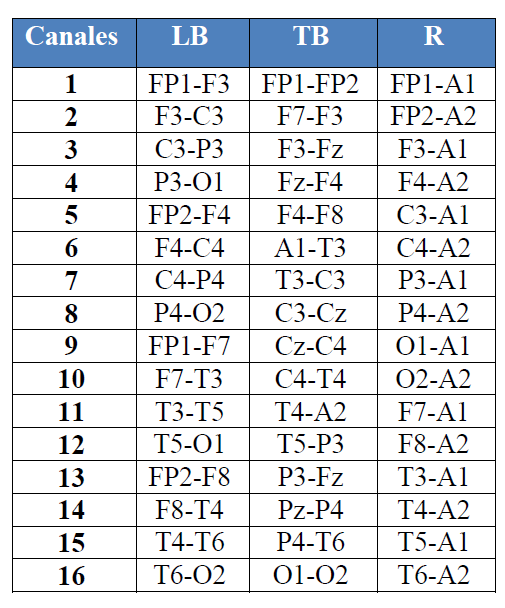 Canales LB TB R
1 FP1-F3 FP1-FP2 FP1-A1
2 F3-C3 F7-F3 FP2-A2
3 C3-P3 F3-Fz F3-A1
4 P3-O1 Fz-F4 F4-A2
5 FP2-F4 F4-F8 C3-A1
6 F4-C4 A1-T3 C4-A2
7 C4-P4 T3-C3 P3-A1
8 P4-O2 C3-Cz P4-A2
9 FP1-F7 Cz-C4 O1-A1
10 F7-T3 C4-T4 O2-A2
11 T3-T5 T4-A2 F7-A1
12 T5-O1 T5-P3 F8-A2
13 FP2-F8 P3-Fz T3-A1
14 F8-T4 Pz-P4 T4-A2
15 T4-T6 P4-T6 T5-A1
16 T6-O2 O1-O2 T6-A2